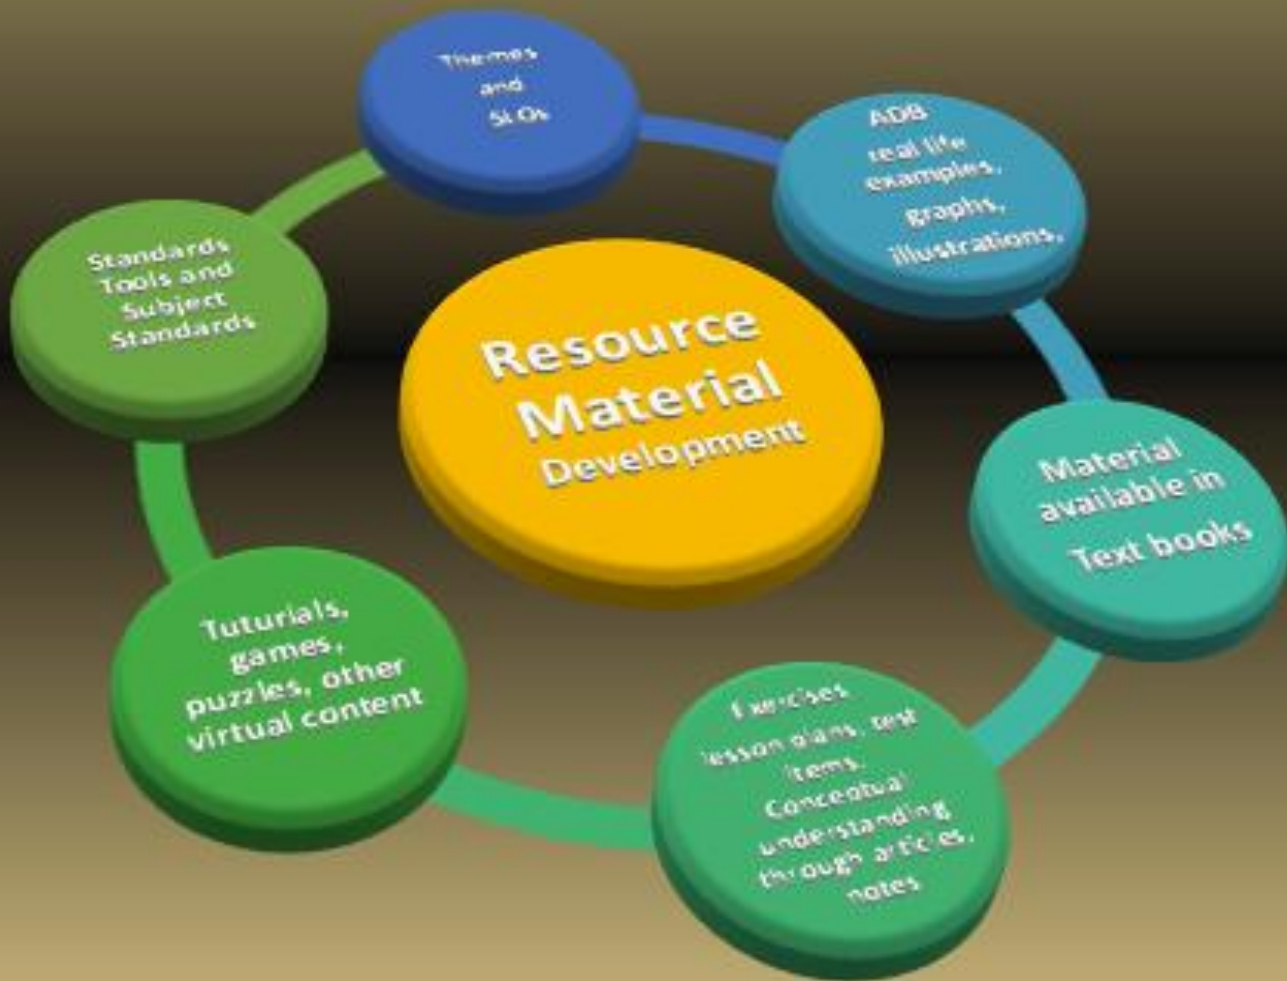 Themes
and
SLOs
ADB
real life
examples,
graphs,
illustrations,
Material
available in
Text books
Exercises
lesson plans, test
items.
Conceptual
understanding
through articles,
notes
Tuturials,
games,
puzzles, other
virtual content
Standards
Tools and
Subject
Standards
Resource
Material
Development